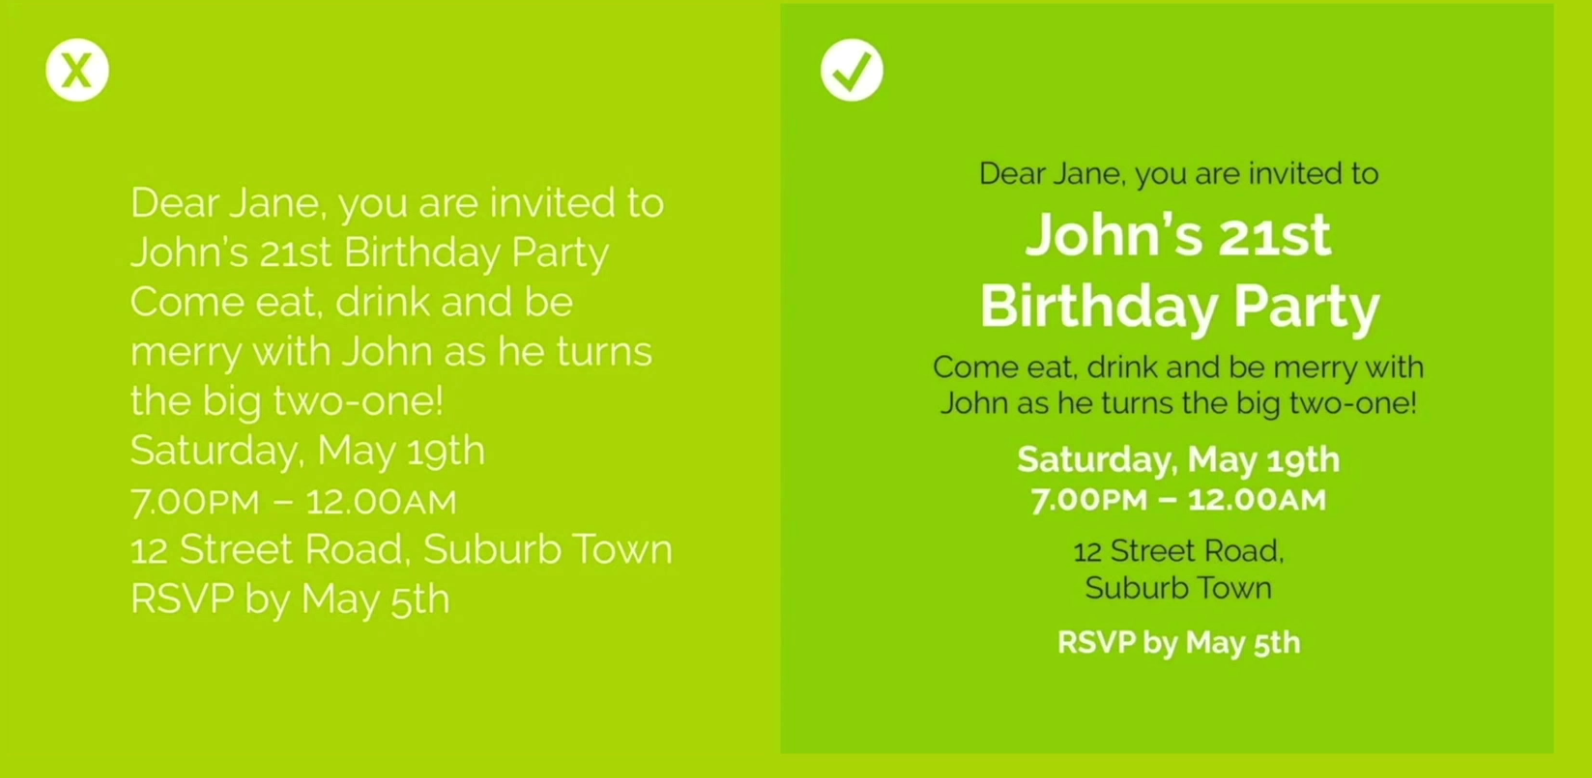 X
Dear Jane, you are invited to
John's 21st Birthday Party
Come eat, drink and be
merry with John as he turns
the big two-one!
Saturday, May 19th
7.00PM – 12.00AM
12 Street Road, Suburb Town
RSVP by May 5th
Dear Jane, you are invited to
John's 21st
Birthday Party
Come eat, drink and be merry with
John as he turns the big two-one!
Saturday, May 19th
7.00PM – 12.00AM
12 Street Road,
Suburb Town
RSVP by May 5th